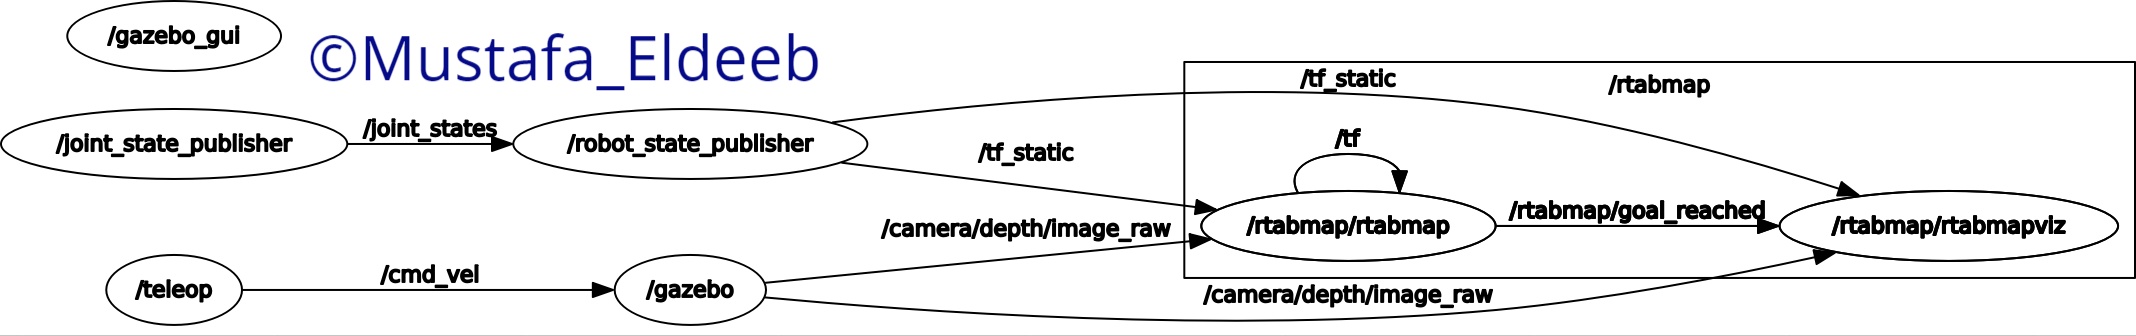 /gazebo_gui
©Mustafa_Eldeeb
/tf_static
/rtabmap
/joint_state_publisher
/joint_states
/robot_state_publisher
/tf_static
/tf
/rtabmap/rtabmap
/rtabmap/goal_reached
/rtabmap/rtabmapviz
/camera/depth/image_raw
/teleop
/cmd_vel
/gazebo
/camera/depth/image_raw